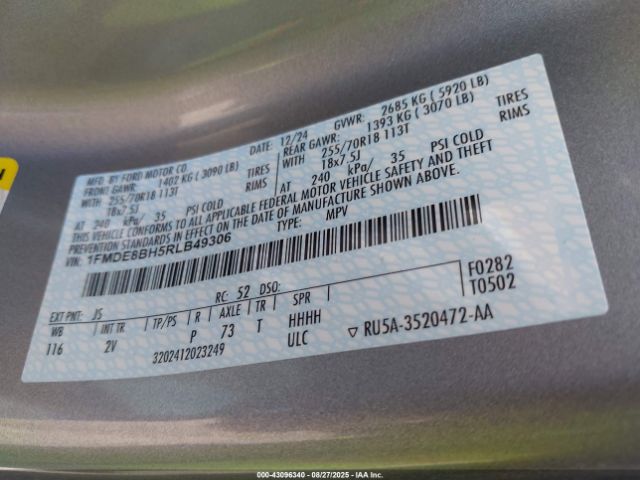 MFD. BY FORD MOTOR CO. DATE: 12/24 GVWR: 2685 KG ( 5920 LB)
FRONT GAWR: 1402 KG ( 3090 LB) REAR GAWR: 1393 KG ( 3070 LB)
WITH 255/70R18 113T TIRES WITH 255/70R18 113T TIRES
18x7.5J RIMS 18x7.5J RIMS
AT 240 kPa/ 35 PSI COLD AT 240 kPa/ 35 PSI COLD
THIS VEHICLE CONFORMS TO ALL APPLICABLE FEDERAL MOTOR VEHICLE SAFETY AND THEFT
PREVENTION STANDARDS IN EFFECT ON THE DATE OF MANUFACTURE SHOWN ABOVE.
VIN: 1FMDE8BH5RLB49306 TYPE: MPV
EXT PNT: JS RC: 52 DSO: F0282
WB INT TR TP/PS R AXLE TR SPR T0502
116 2V P 73 T HHHH
3202412023249 ULC ▽ RU5A-3520472-AA
000-43096340 - 08/27/2025 - IAA Inc.